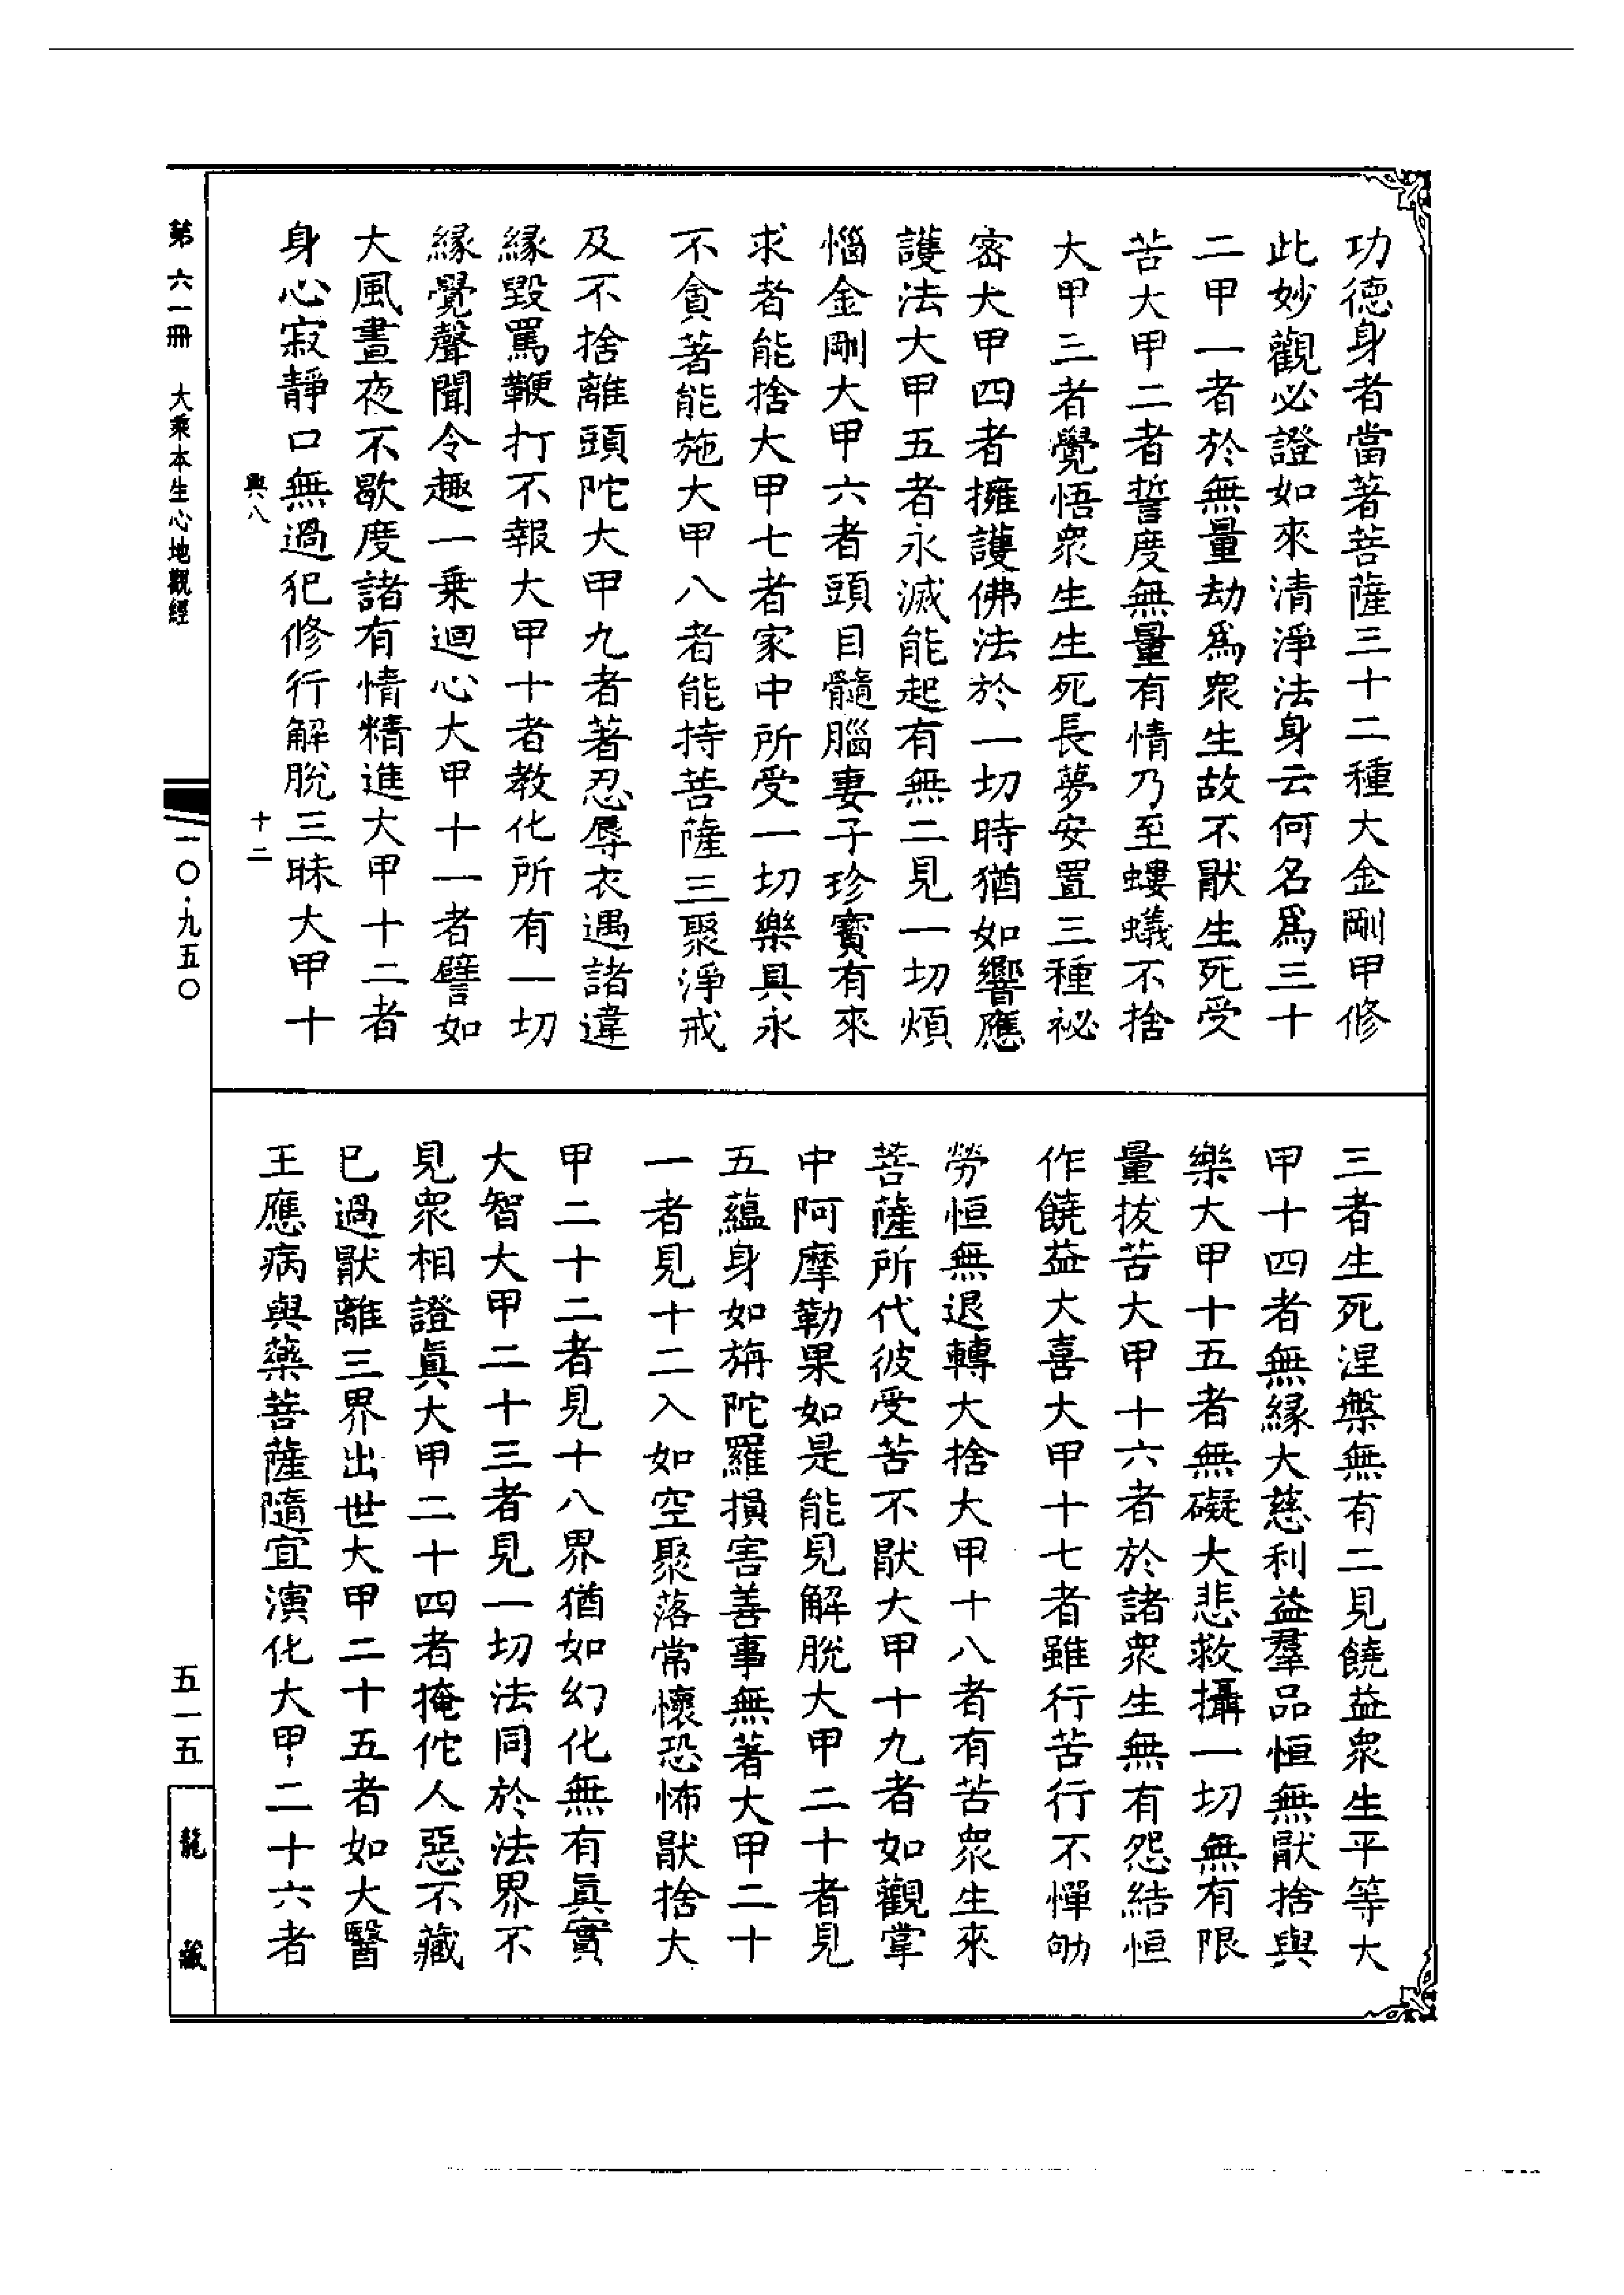 功德身者當著菩薩三十二種大金剛甲修
此妙觀必證如來清淨法身云何名爲三十
二甲一者於無量劫爲衆生故不猒生死受
苦大甲二者誓度無量有情乃至螻蟻不捨
大甲三者覺悟衆生生死長夢安置三種祕
密大甲四者擁護佛法於一切時猶如響應
護法大甲五者永滅能起有無二見一切煩
惱金剛大甲六者頭目髓腦妻子珍寶有來
求者能捨大甲七者家中所受一切樂具永
不貪著能施大甲八者能持菩薩三聚淨戒
及不捨離頭陀大甲九者著忍辱衣遇諸違
緣毀罵鞭打不報大甲十者教化所有一切
緣覺聲聞令趣一乘迴心大甲十一者譬如
大風晝夜不歇度諸有情精進大甲十二者
身心寂靜口無過犯修行解脫三昧大甲十
興八 十二
三者生死涅槃無有二見饒益衆生平等大
甲十四者無緣大慈利益羣品恒無猒捨與
樂大甲十五者無礙大悲救攝一切無有限
量拔苦大甲十六者於諸衆生無有怨結恒
作饒益大喜大甲十七者雖行苦行不憚劬
勞恒無退轉大捨大甲十八者有苦衆生來
菩薩所代彼受苦不猒大甲十九者如觀掌
中阿摩勒果如是能見解脫大甲二十者見
五蘊身如旃陀羅損害善事無著大甲二十
一者見十二入如空聚落常懷恐怖猒捨大
甲二十二者見十八界猶如幻化無有眞實
大智大甲二十三者見一切法同於法界不
見衆相證眞大甲二十四者掩佗人惡不藏
已過猒離三界出世大甲二十五者如大醫
王應病與藥菩薩隨宜演化大甲二十六者
第六一冊 大乘本生心地觀經
一〇·九五〇
五一五
龍藏